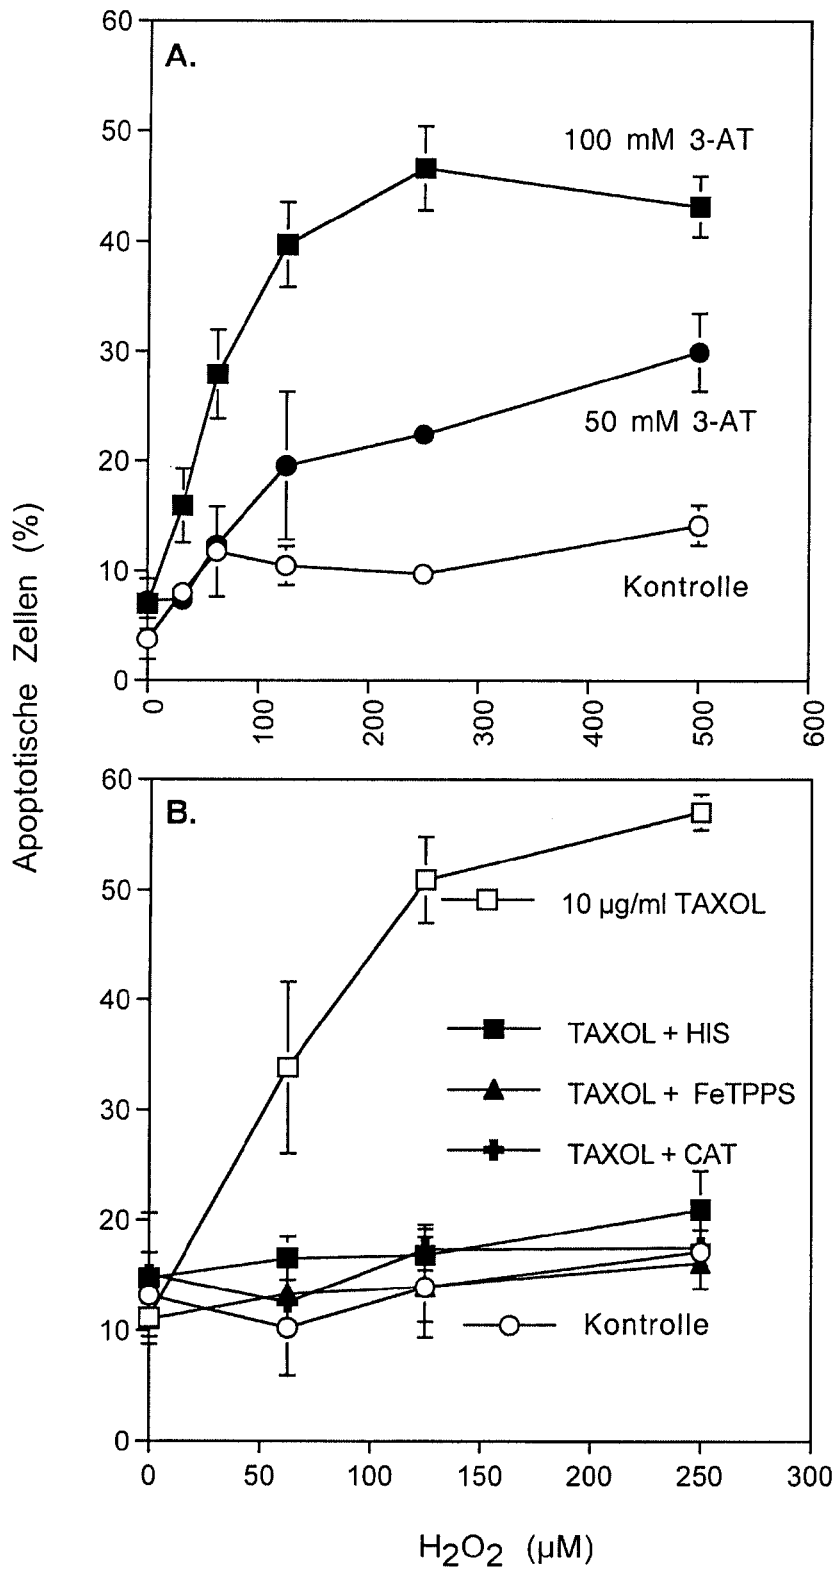 Apoptotische Zellen (%)
A.
60
50
40
30
20
10
0
100 mM 3-AT
50 mM 3-AT
Kontrolle
0 100 200 300 400 500 600
B.
60
50
40
30
20
10
0
10 µg/ml TAXOL
TAXOL + HIS
TAXOL + FeTPPS
TAXOL + CAT
Kontrolle
0 50 100 150 200 250 300
H2O2 (µM)